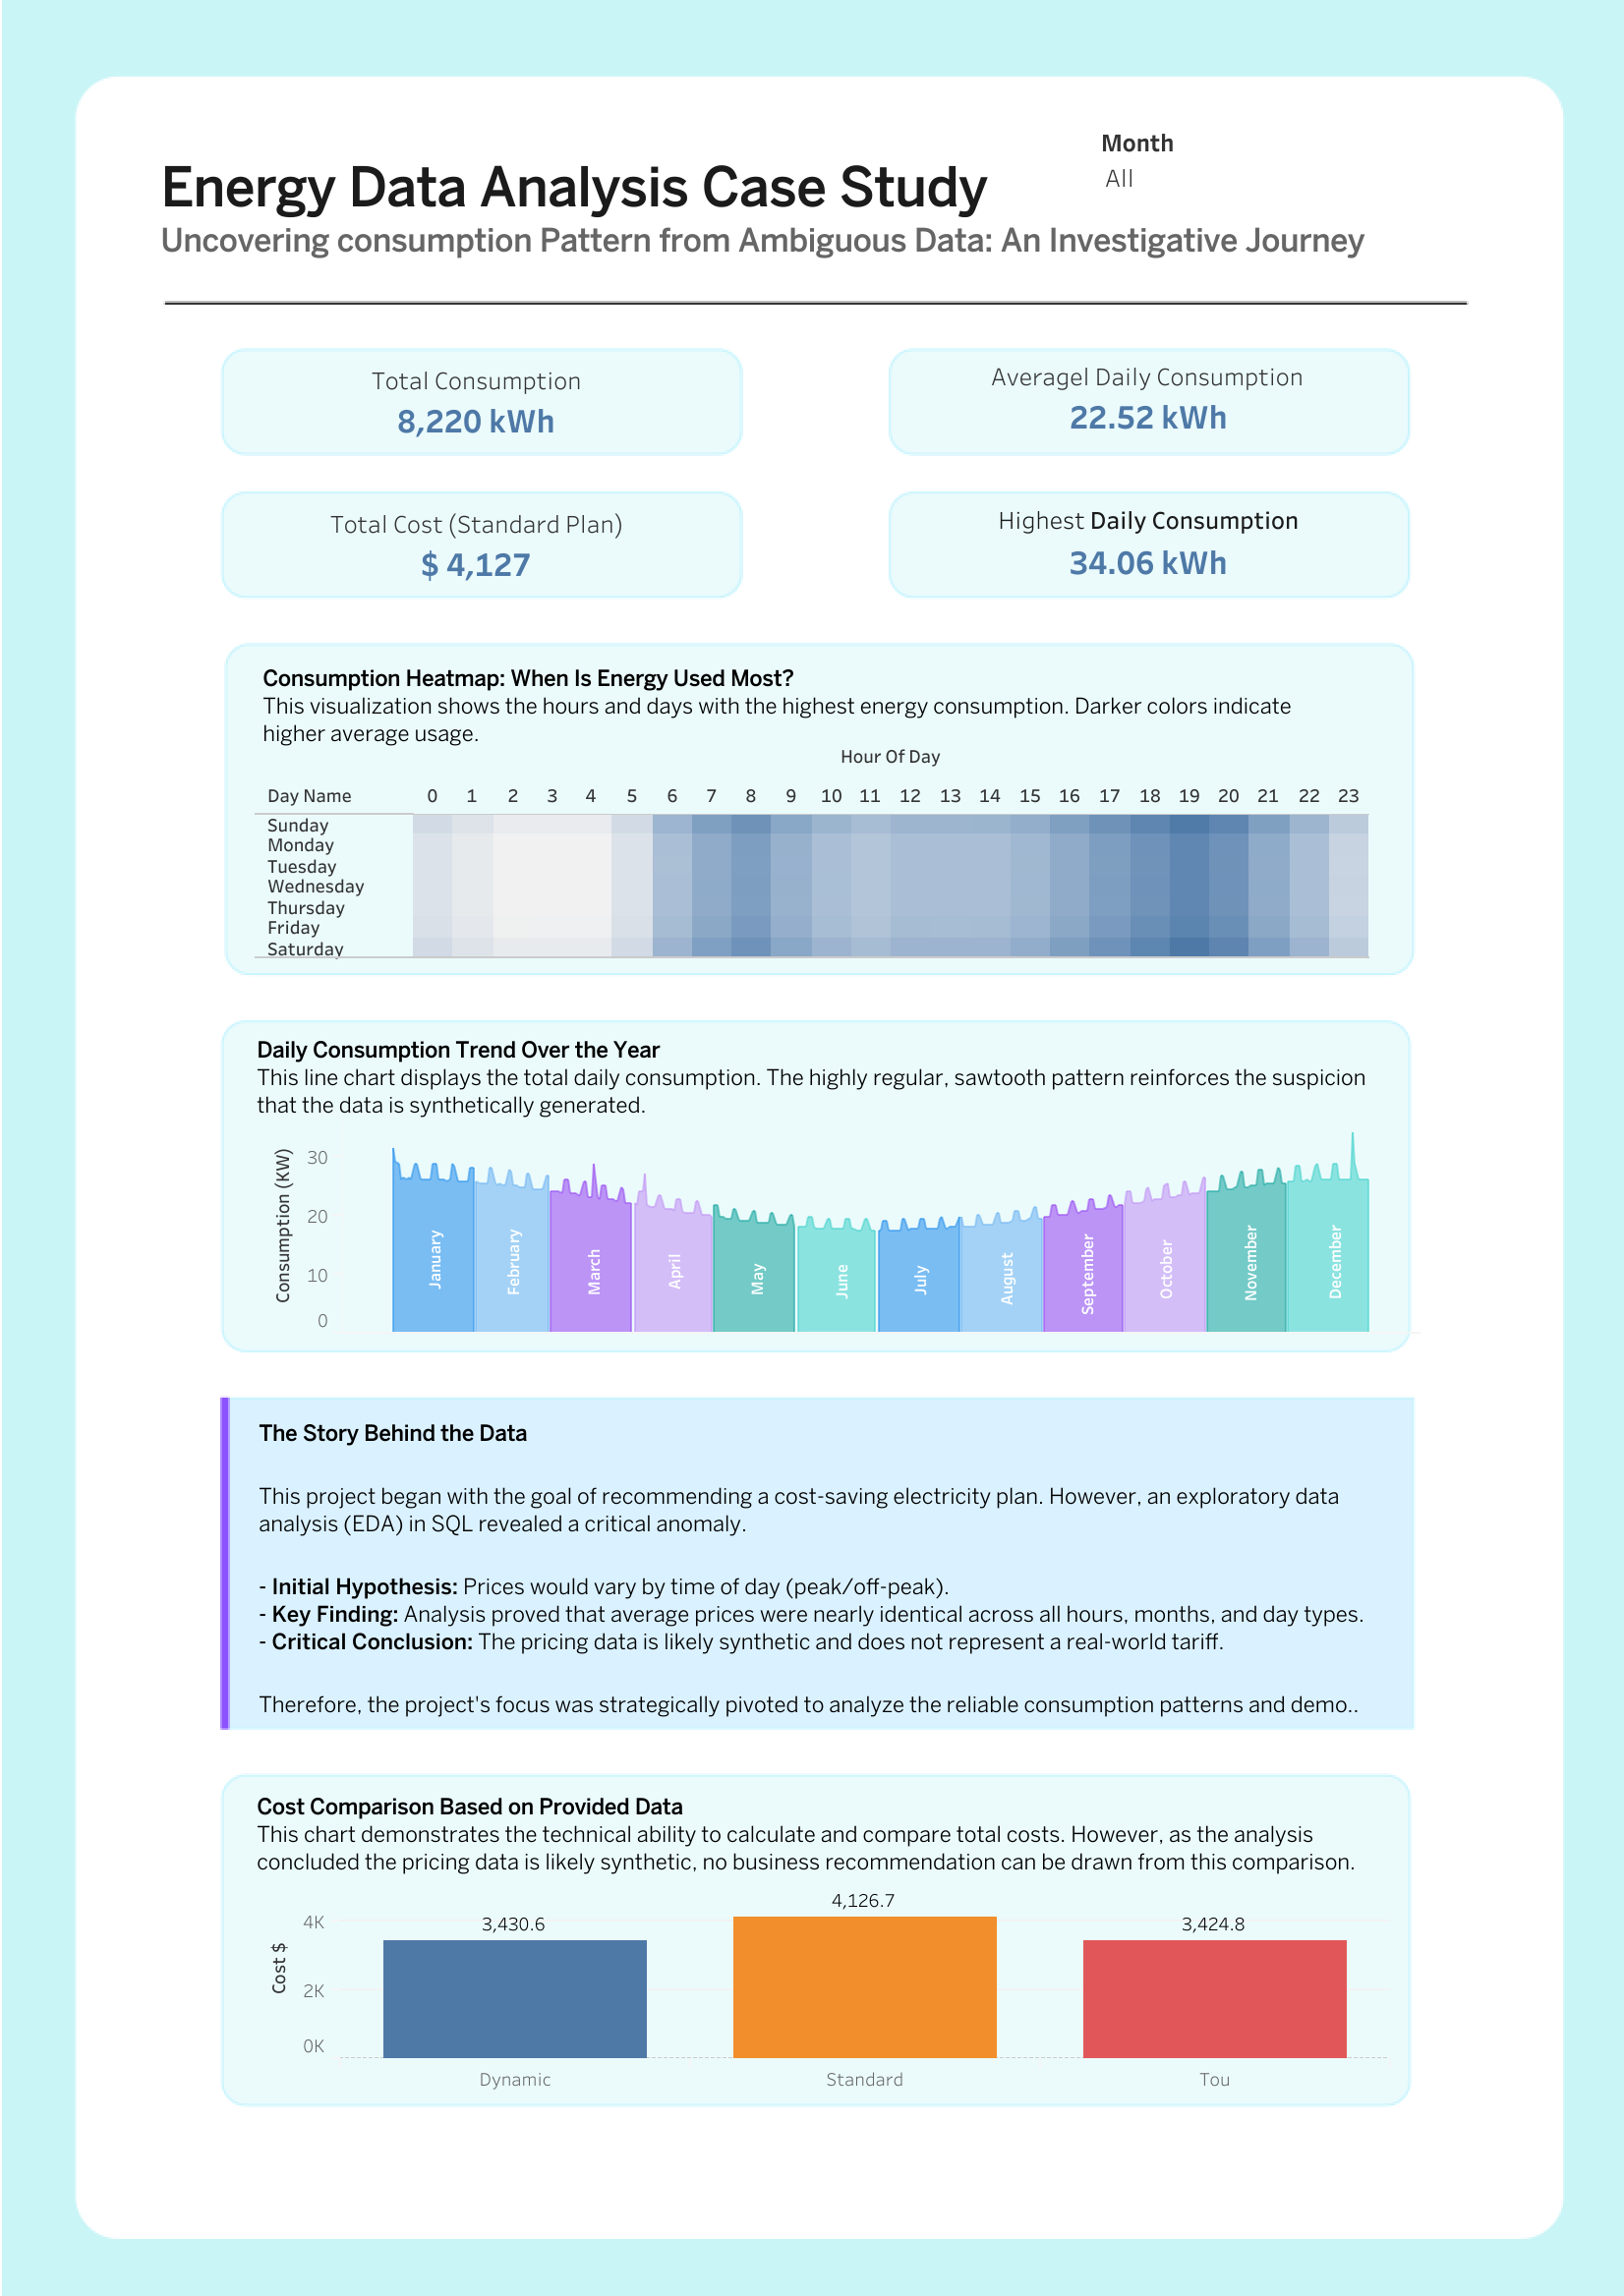 Month
All
Energy Data Analysis Case Study
Uncovering consumption Pattern from Ambiguous Data: An Investigative Journey
Total Consumption
8,220 kWh
Averagel Daily Consumption
22.52 kWh
Total Cost (Standard Plan)
$ 4,127
Highest Daily Consumption
34.06 kWh
Consumption Heatmap: When Is Energy Used Most?
This visualization shows the hours and days with the highest energy consumption. Darker colors indicate
higher average usage.
Hour Of Day
Day Name 0 1 2 3 4 5 6 7 8 9 10 11 12 13 14 15 16 17 18 19 20 21 22 23
Sunday
Monday
Tuesday
Wednesday
Thursday
Friday
Saturday
Daily Consumption Trend Over the Year
This line chart displays the total daily consumption. The highly regular, sawtooth pattern reinforces the suspicion
that the data is synthetically generated.
Consumption (KW)
30
20
10
0
January
February
March
April
May
June
July
August
September
October
November
December
The Story Behind the Data
This project began with the goal of recommending a cost-saving electricity plan. However, an exploratory data
analysis (EDA) in SQL revealed a critical anomaly.
- Initial Hypothesis: Prices would vary by time of day (peak/off-peak).
- Key Finding: Analysis proved that average prices were nearly identical across all hours, months, and day types.
- Critical Conclusion: The pricing data is likely synthetic and does not represent a real-world tariff.
Therefore, the project's focus was strategically pivoted to analyze the reliable consumption patterns and demo..
Cost Comparison Based on Provided Data
This chart demonstrates the technical ability to calculate and compare total costs. However, as the analysis
concluded the pricing data is likely synthetic, no business recommendation can be drawn from this comparison.
Cost $
4K
2K
0K
3,430.6
4,126.7
3,424.8
Dynamic
Standard
Tou